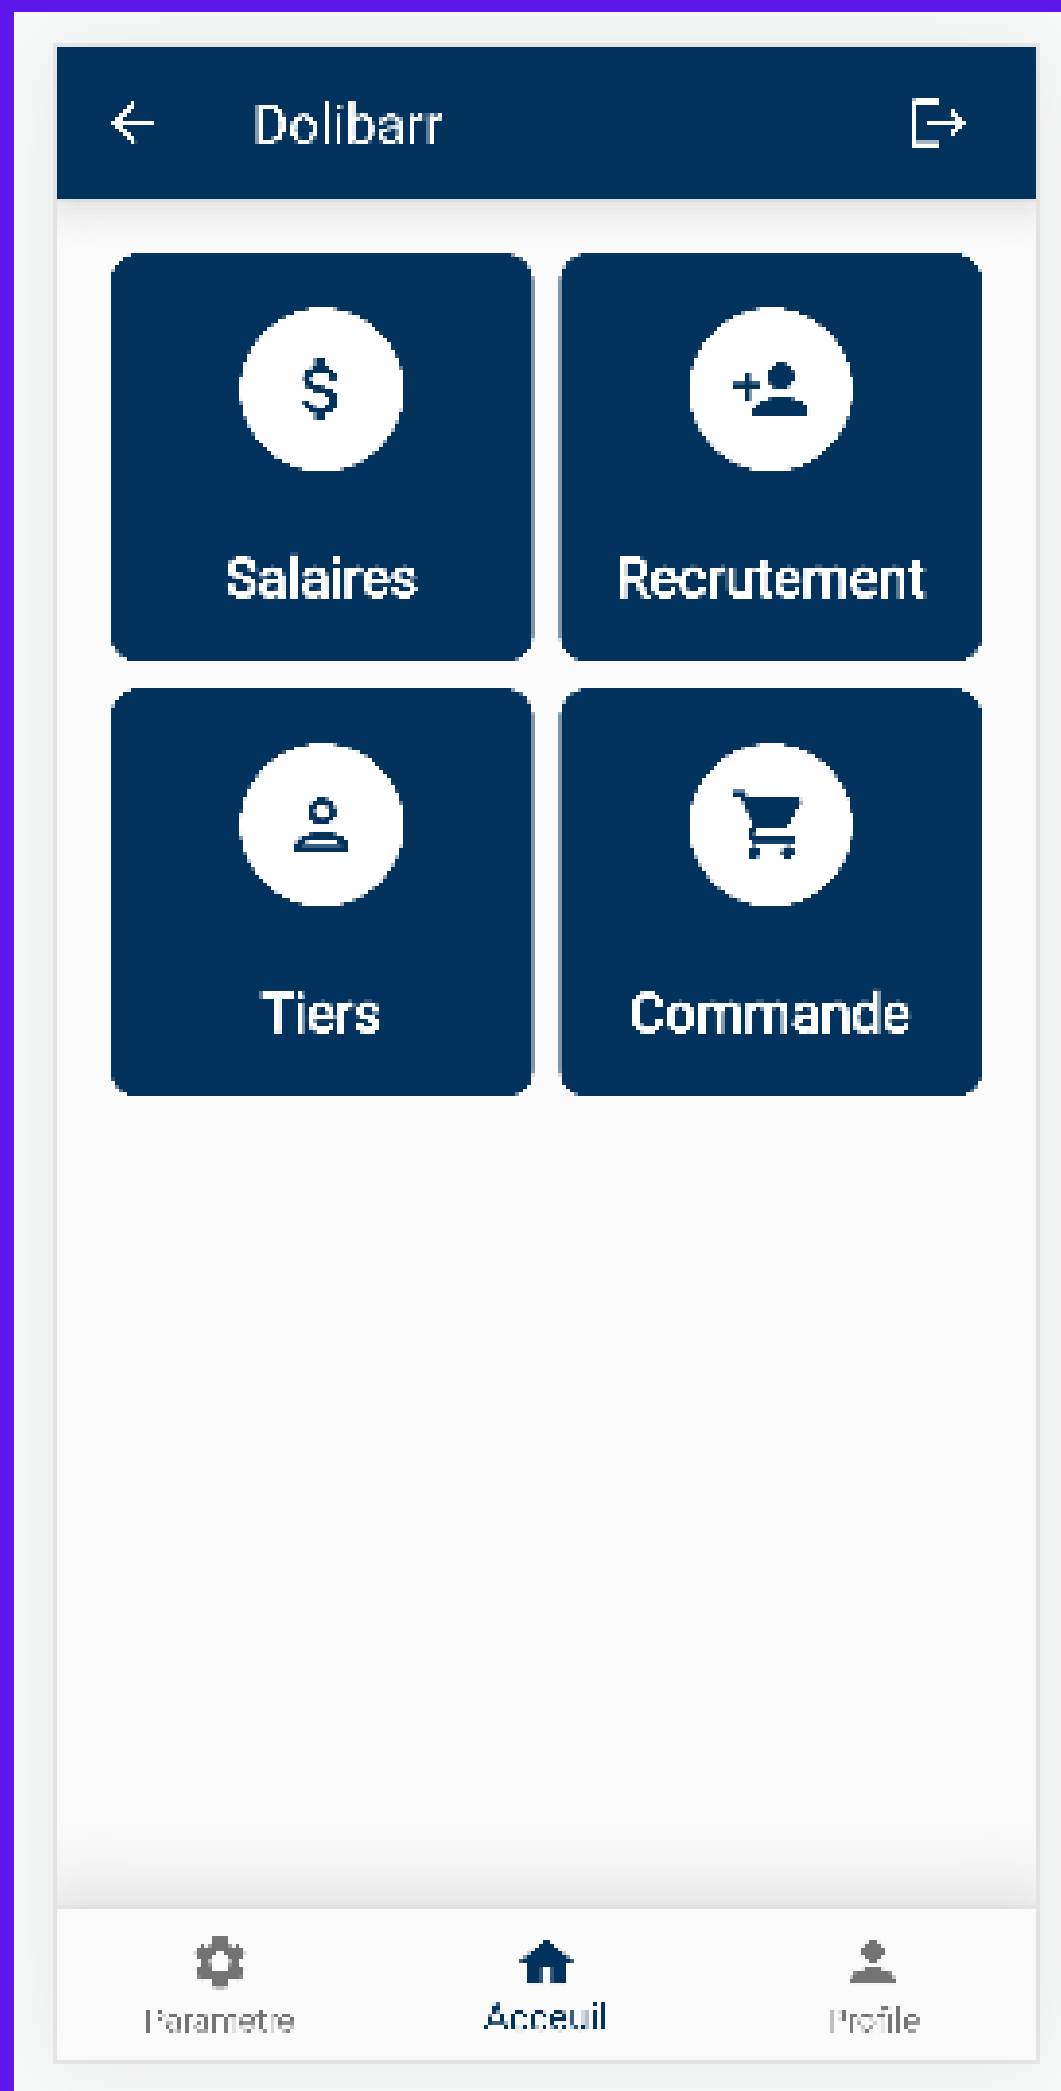 Dolibarr
Salaires
Recrutement
Tiers
Commande
Parametre
Acceuil
Profile